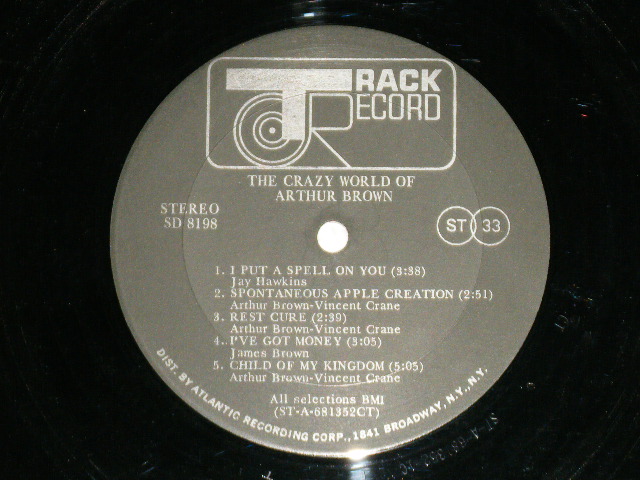 TRACK
RECORD
THE CRAZY WORLD OF
ARTHUR BROWN
STEREO
SD 8198
ST 33
1. I PUT A SPELL ON YOU (3:38)
Jay Hawkins
2. SPONTANEOUS APPLE CREATION (2:51)
Arthur Brown-Vincent Crane
3. REST CURE (2:39)
Arthur Brown-Vincent Crane
4. I'VE GOT MONEY (3:05)
James Brown
5. CHILD OF MY KINGDOM (5:05)
Arthur Brown-Vincent Crane
All selections BMI
(ST-A-681352CT)
DIST. BY ATLANTIC RECORDING CORP., 1841 BROADWAY, N.Y., N.Y.